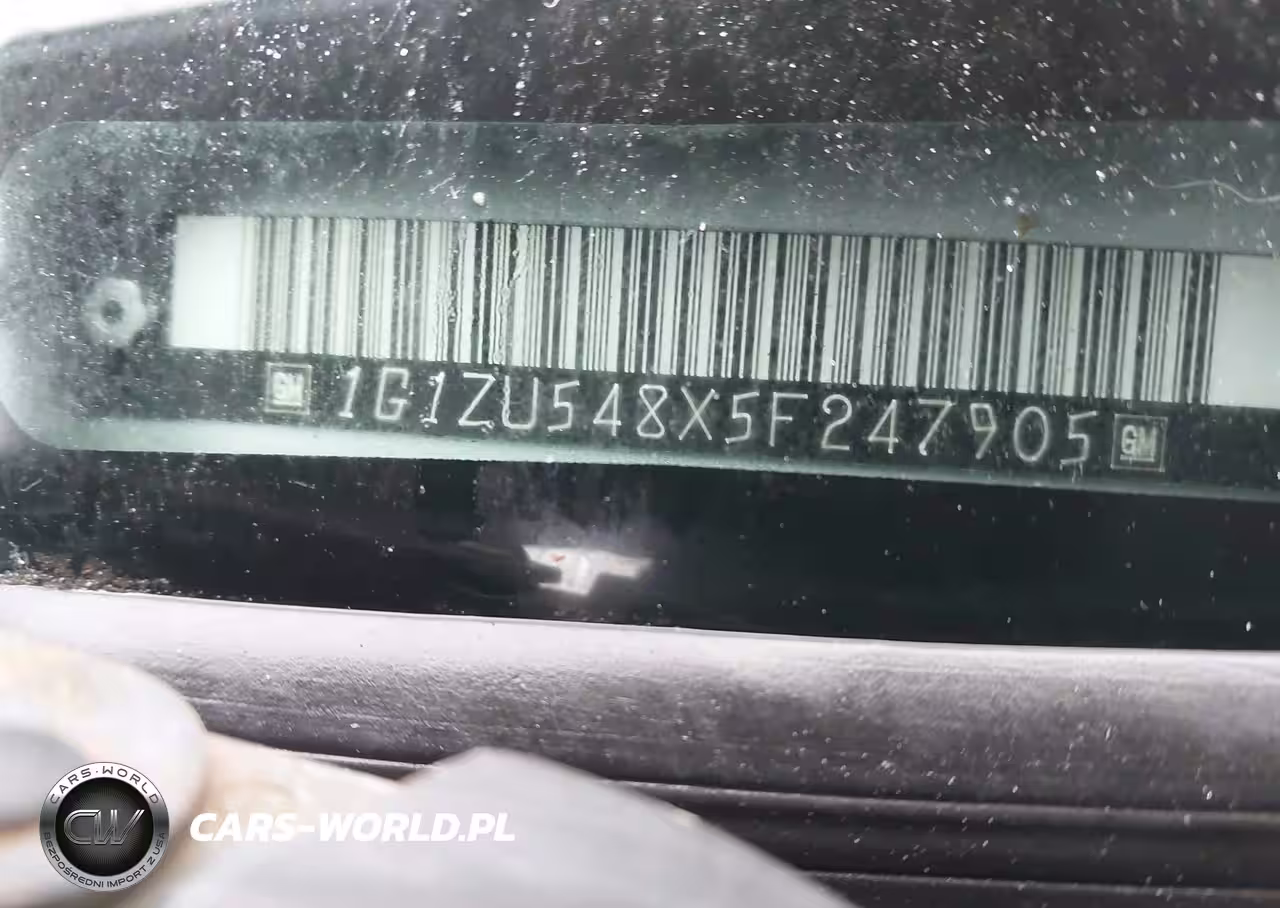 GM 1G1ZU548X5F247905 GM
CARS-WORLD
CW
BEZPOŚREDNI IMPORT Z USA
CARS-WORLD.PL